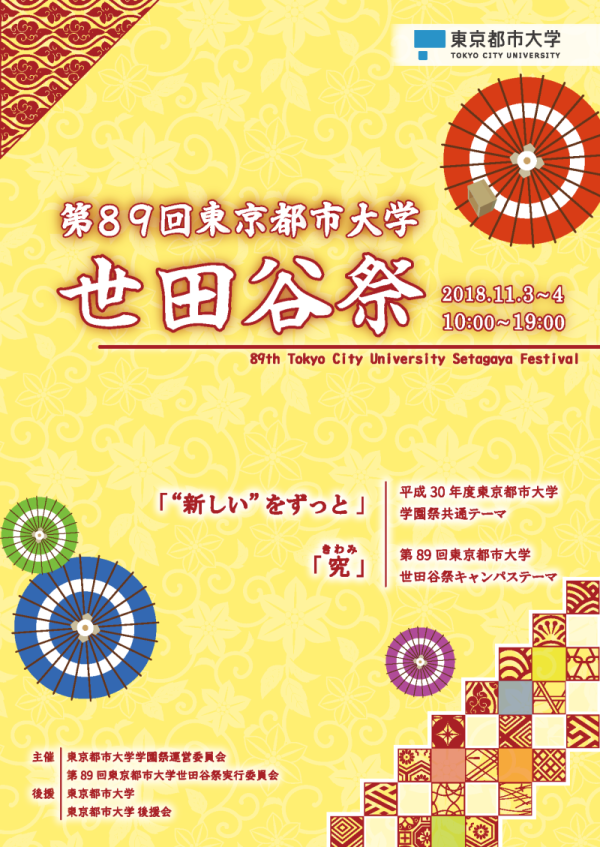 東京都市大学
TOKYO CITY UNIVERSITY
第89回東京都市大学
世田谷祭
2018.11.3~4
10:00~19:00
89th Tokyo City University Setagaya Festival
「“新しい”をずっと」
平成30年度東京都市大学
学園祭共通テーマ
きわみ
「究」
第89回東京都市大学
世田谷祭キャンパステーマ
主催 東京都市大学学園祭運営委員会
第89回東京都市大学世田谷祭実行委員会
後援 東京都市大学
東京都市大学後援会